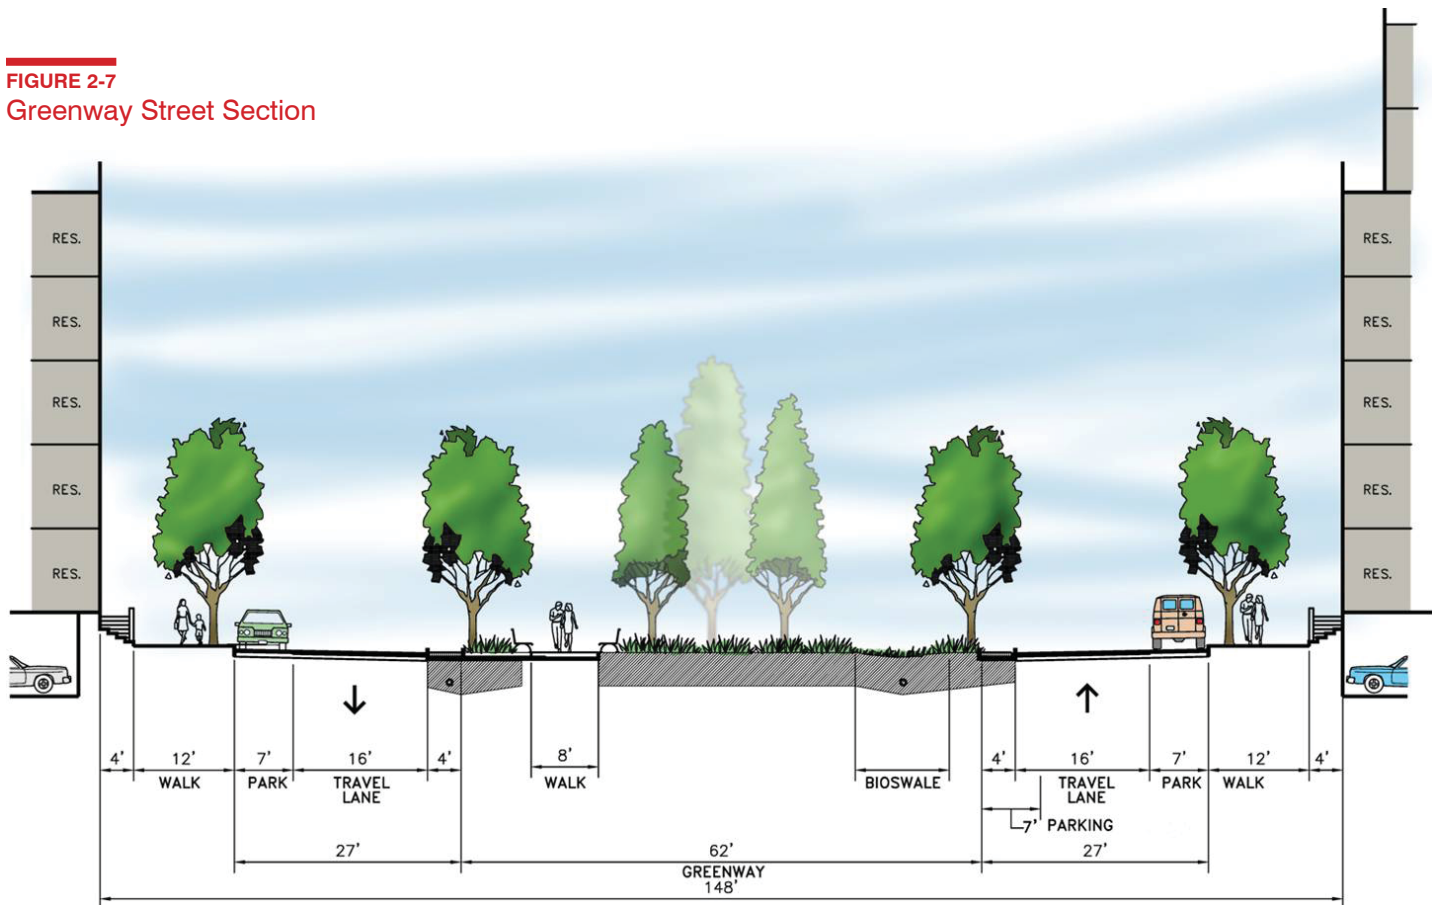 FIGURE 2-7
Greenway Street Section
RES.
RES.
RES.
RES.
RES.
RES.
RES.
RES.
RES.
RES.
4'
12'
WALK
7'
PARK
16'
TRAVEL
LANE
4'
8'
WALK
BIOSWALE
4'
16'
TRAVEL
LANE
7'
PARK
12'
WALK
4'
7' PARKING
27'
62'
GREENWAY
27'
148'